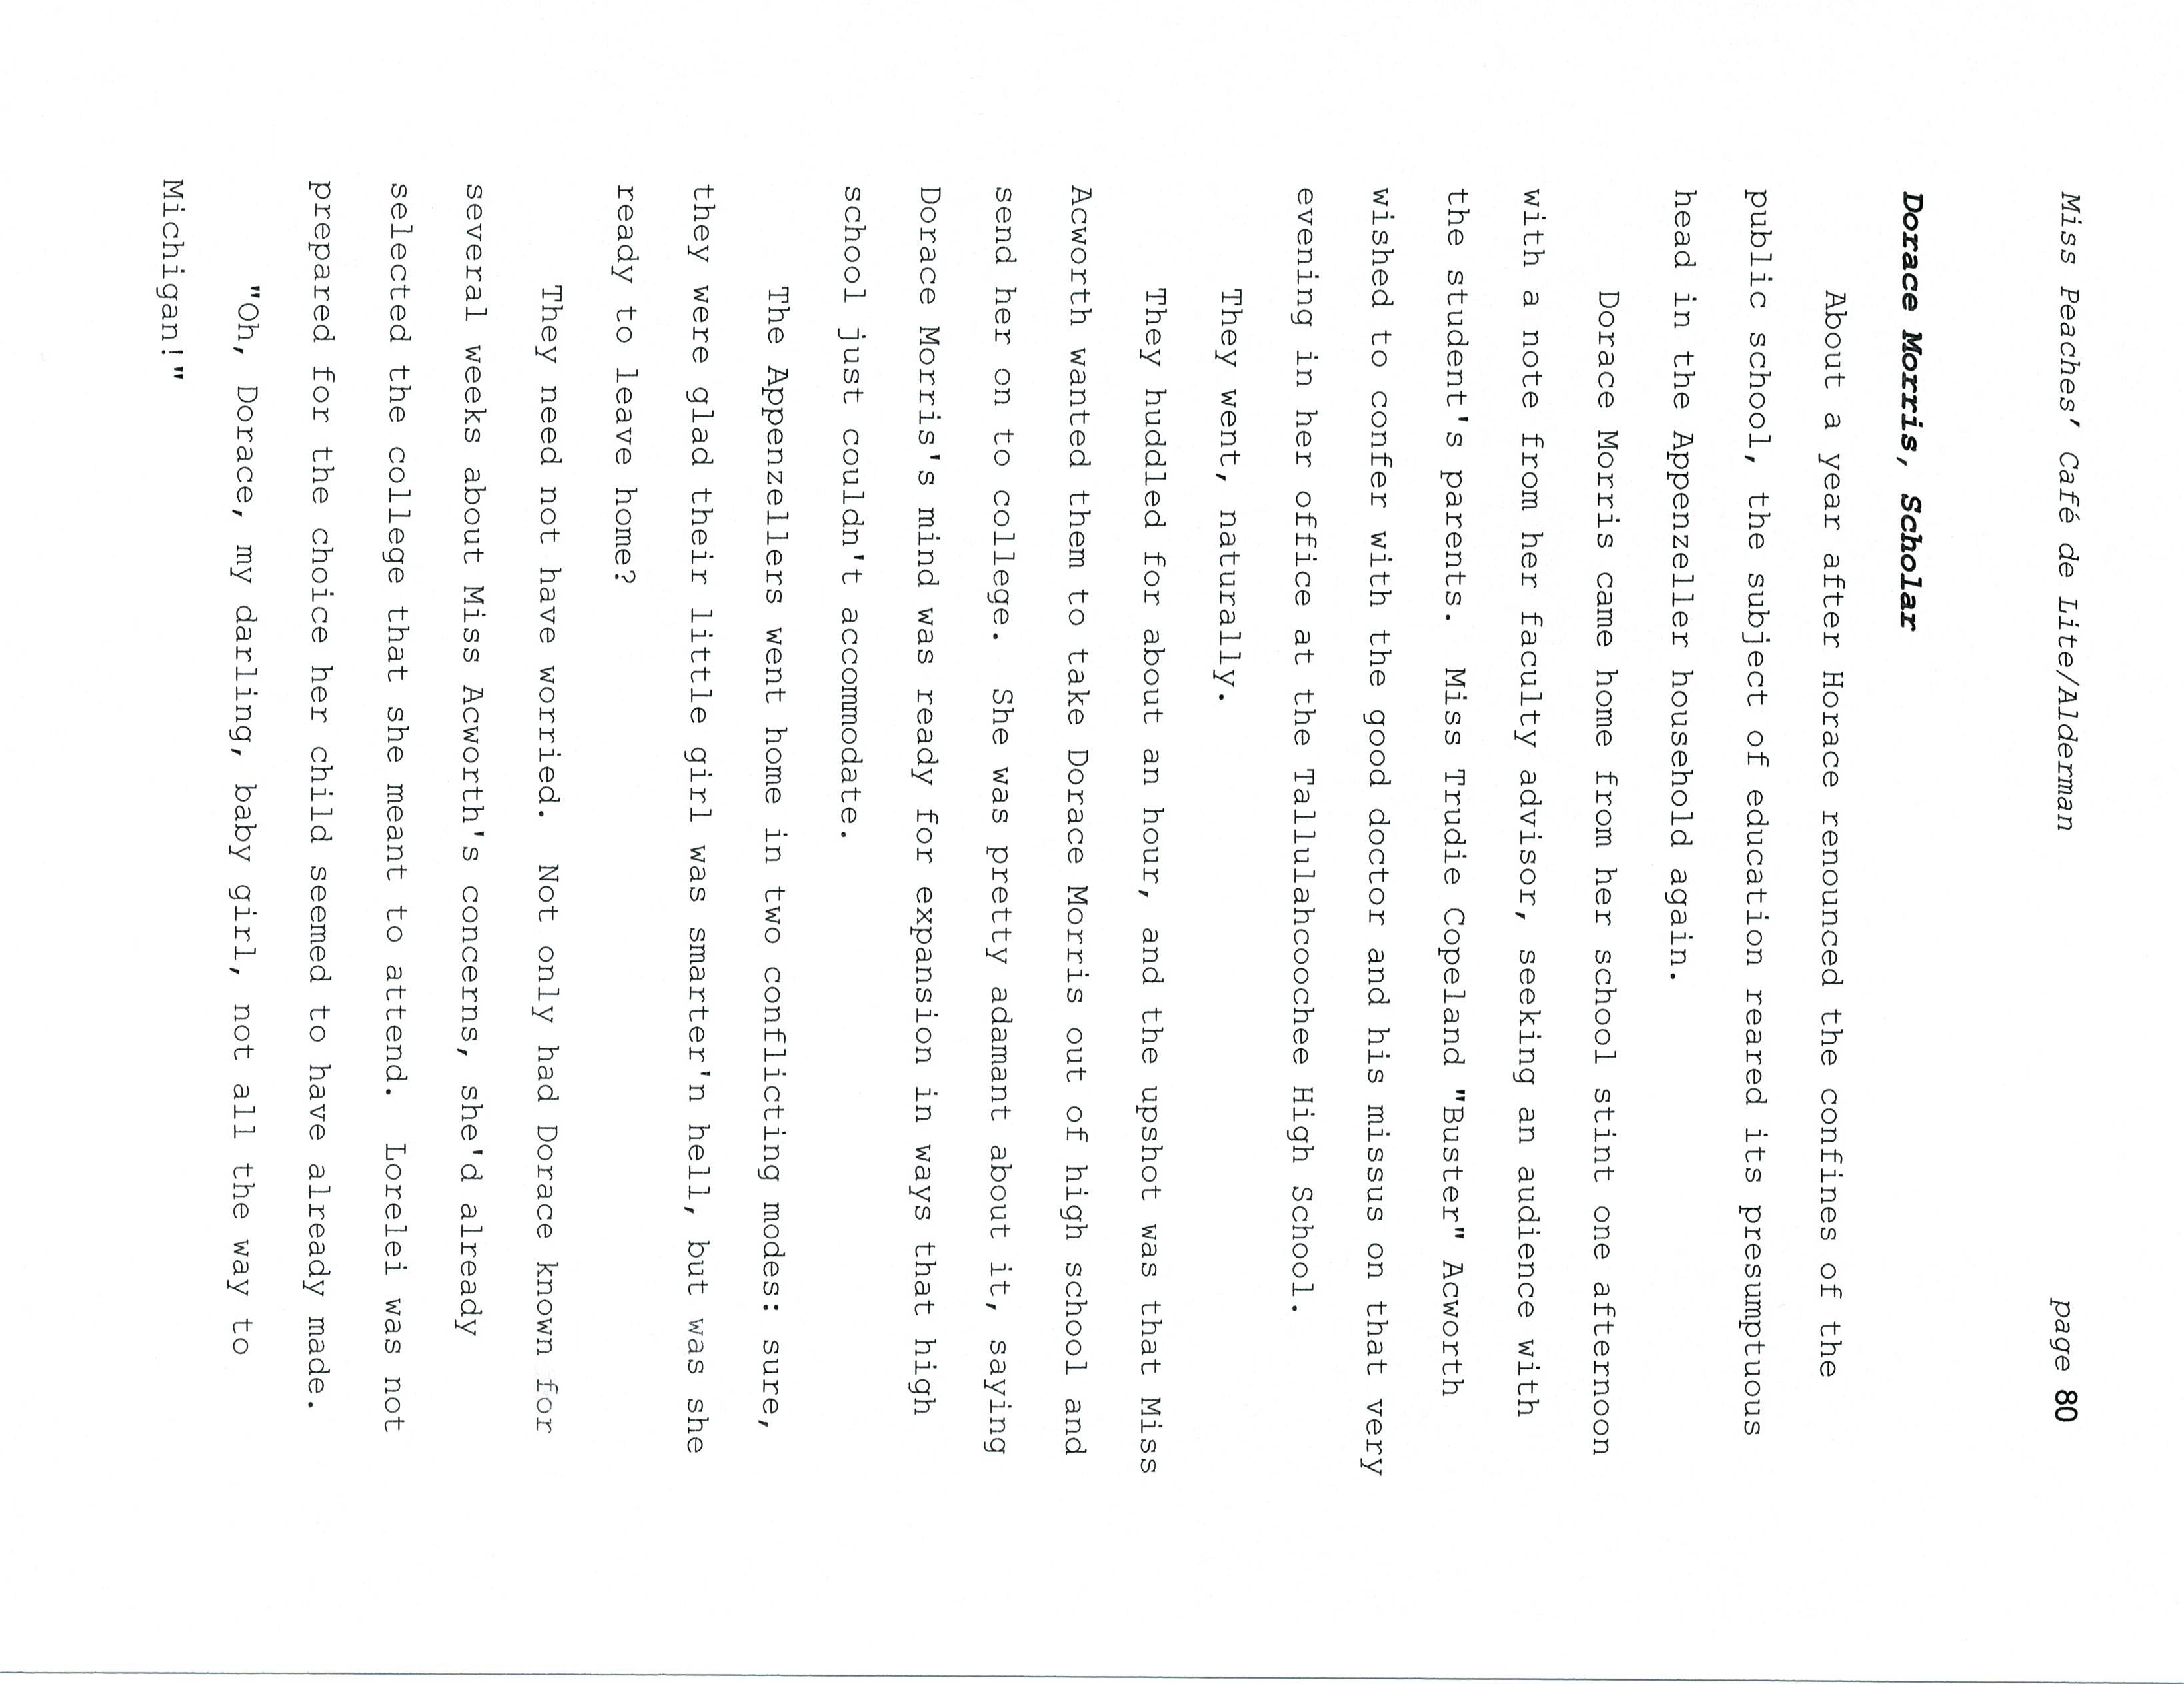 Miss Peaches' Café de Lite/Alderman page 80
Dorace Morris, Scholar
About a year after Horace renounced the confines of the
public school, the subject of education reared its presumptuous
head in the Appenzeller household again.
Dorace Morris came home from her school stint one afternoon
with a note from her faculty advisor, seeking an audience with
the student's parents.  Miss Trudie Copeland "Buster" Acworth
wished to confer with the good doctor and his missus on that very
evening in her office at the Tallulahcoochee High School.
They went, naturally.
They huddled for about an hour, and the upshot was that Miss
Acworth wanted them to take Dorace Morris out of high school and
send her on to college.  She was pretty adamant about it, saying
Dorace Morris's mind was ready for expansion in ways that high
school just couldn't accommodate.
The Appenzellers went home in two conflicting modes: sure,
they were glad their little girl was smarter'n hell, but was she
ready to leave home?
They need not have worried.  Not only had Dorace known for
several weeks about Miss Acworth's concerns, she'd already
selected the college that she meant to attend.  Lorelei was not
prepared for the choice her child seemed to have already made.
"Oh, Dorace, my darling, baby girl, not all the way to
Michigan!"